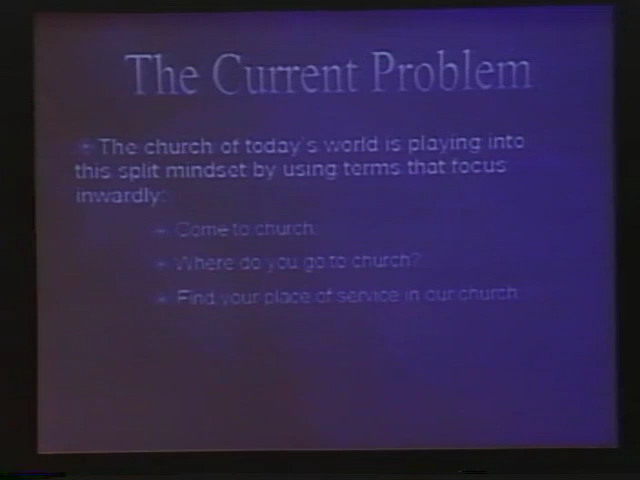 The Current Problem
The church of today's world is playing into
this split mindset by using terms that focus
inwardly:
Come to church.
Where do you go to church?
Find your place of service in our church